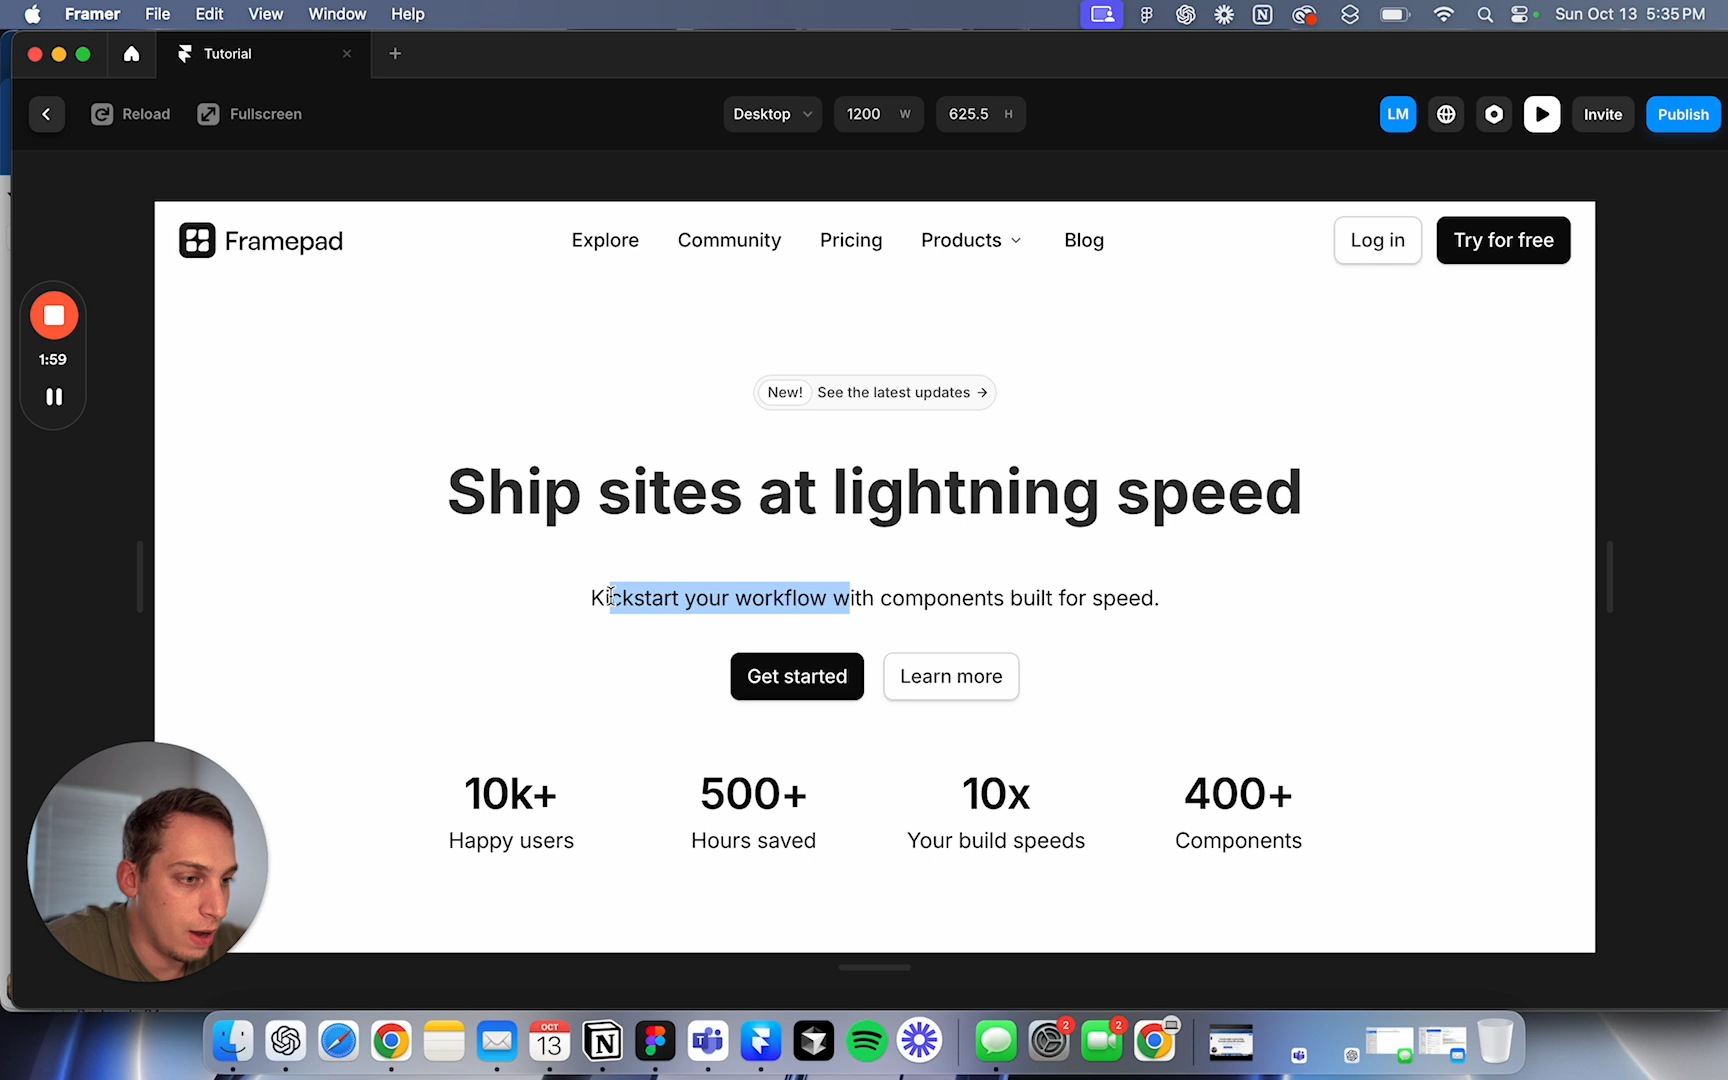 Framer File Edit View Window Help Sun Oct 13 5:35 PM
Tutorial
Reload Fullscreen Desktop 1200 W 625.5 H LM Invite Publish
Framepad Explore Community Pricing Products Blog Log in Try for free
1:59
New! See the latest updates →
Ship sites at lightning speed
Kickstart your workflow with components built for speed.
Get started Learn more
10k+ 500+ 10x 400+
Happy users Hours saved Your build speeds Components
OCT
13
2 2